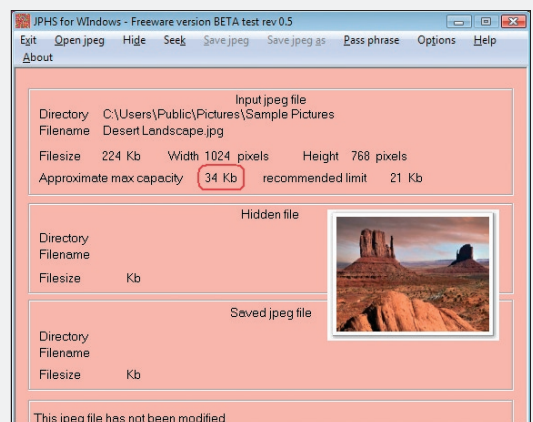 JPHS for WIndows - Freeware version BETA test rev 0.5
Exit Open jpeg Hide Seek Save jpeg Save jpeg as Pass phrase Options Help
About
Input jpeg file
Directory C:\Users\Public\Pictures\Sample Pictures
Filename Desert Landscape.jpg
Filesize 224 Kb Width 1024 pixels Height 768 pixels
Approximate max capacity 34 Kb recommended limit 21 Kb
Hidden file
Directory
Filename
Filesize Kb
Saved jpeg file
Directory
Filename
Filesize Kb
This jpeg file has not been modified